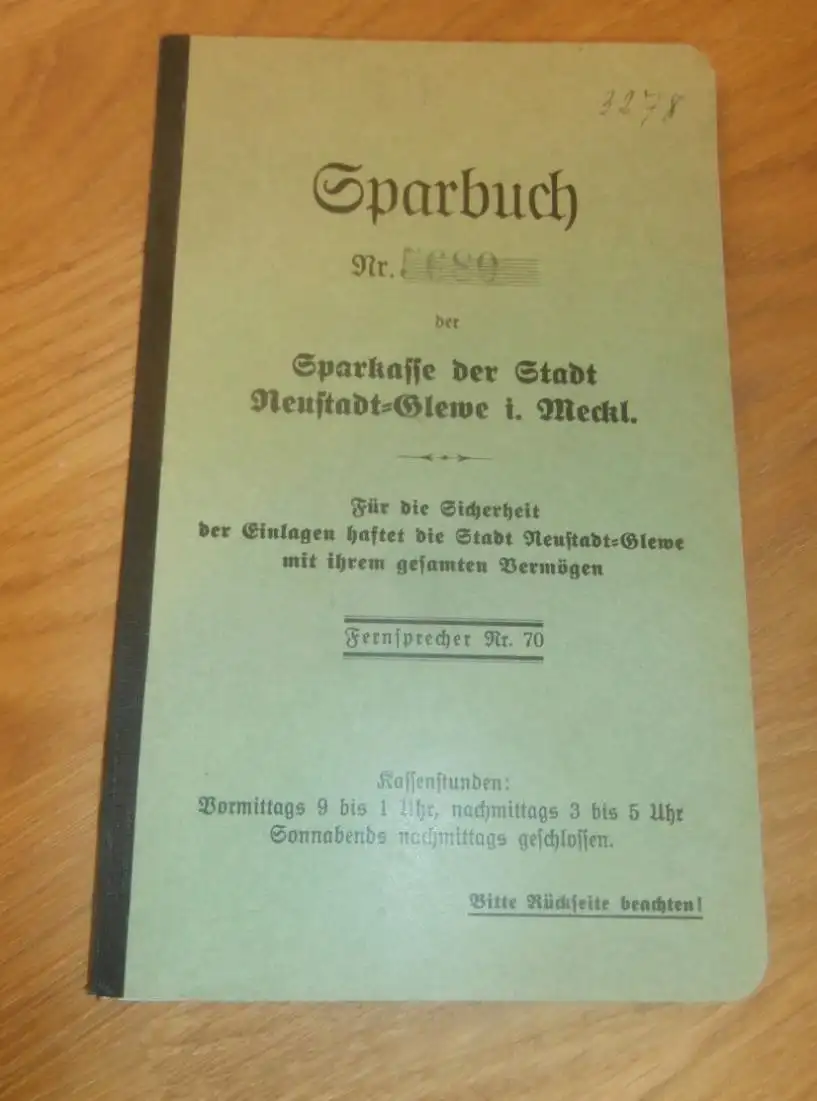 3278
Sparbuch
Nr. 5689
der
Sparkasse der Stadt
Neustadt=Glewe i. Meckl.
Für die Sicherheit
der Einlagen haftet die Stadt Neustadt=Glewe
mit ihrem gesamten Vermögen
Fernsprecher Nr. 70
Kassenstunden:
Vormittags 9 bis 1 Uhr, nachmittags 3 bis 5 Uhr
Sonnabends nachmittags geschlossen.
Bitte Rückseite beachten!